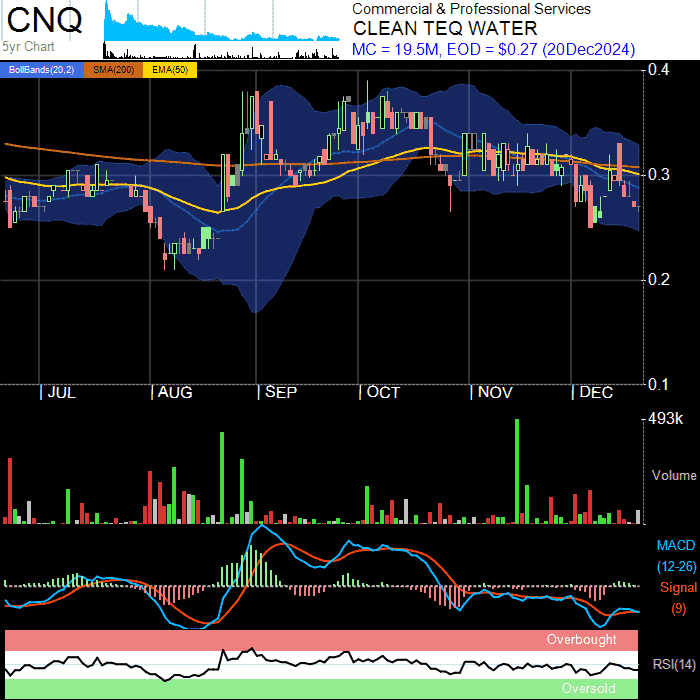 CNQ
5yr Chart
Commercial & Professional Services
CLEAN TEQ WATER
MC = 19.5M, EOD = $0.27 (20Dec2024)
BollBands(20,2) SMA(200) EMA(50)
0.4
0.3
0.2
0.1
JUL AUG SEP OCT NOV DEC
493k
Volume
MACD
(12-26)
Signal
(9)
Overbought
RSI(14)
Oversold